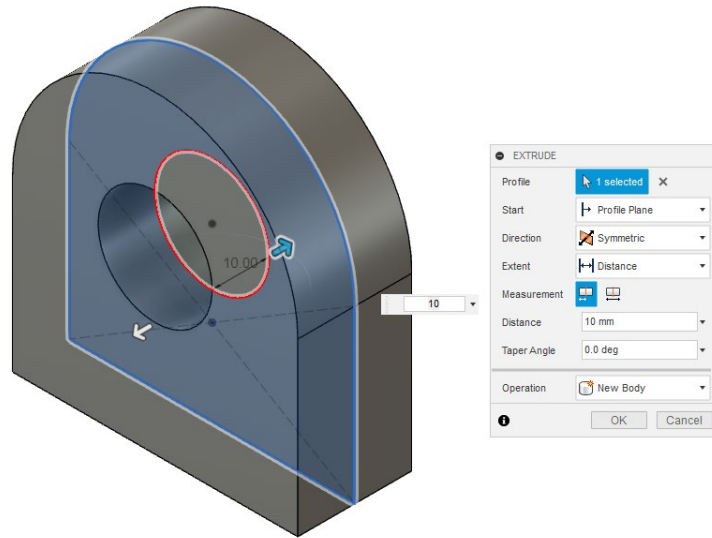 10.00
10
EXTRUDE
Profile 1 selected
Start Profile Plane
Direction Symmetric
Extent Distance
Measurement
Distance 10 mm
Taper Angle 0.0 deg
Operation New Body
OK Cancel